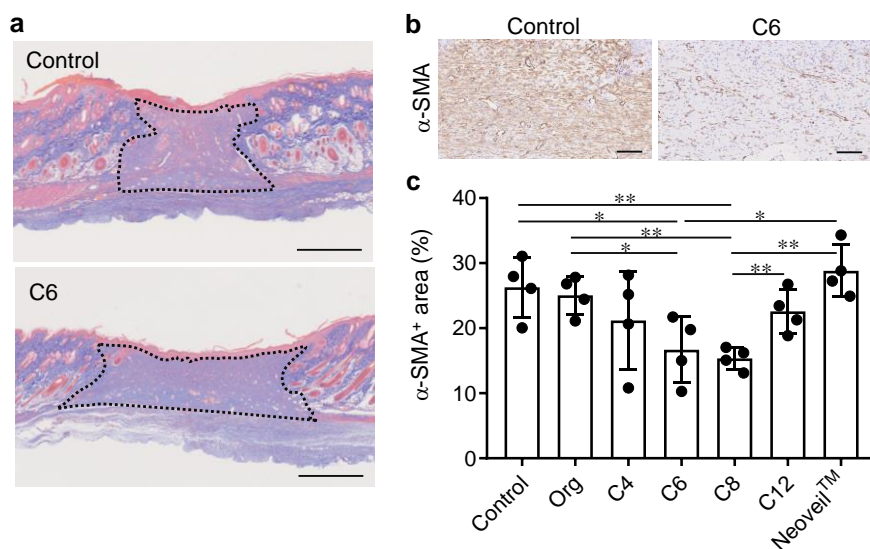 a
Control
C6
b
Control
C6
α-SMA
c
α-SMA⁺ area (%)
40
30
20
10
0
**
*
*
**
**
*
**
Control
Org
C4
C6
C8
C12
Neoveil™